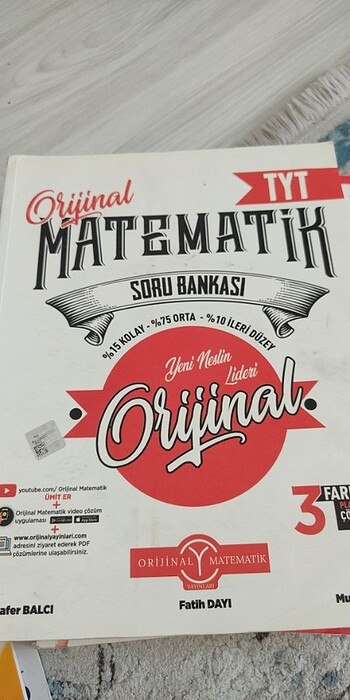 TYT
Orijinal
MATEMATİK
SORU BANKASI
%15 KOLAY - %75 ORTA - %10 İLERİ DÜZEY
Yeni Neslin
Lideri
Orijinal
youtube.com/ Orijinal Matematik
ÜMİT ER
+
Orijinal Matematik video çözüm
uygulaması
+
www.orijinalyayinlari.com
adresini ziyaret ederek PDF
çözümlerine ulaşabilirsiniz.
3
ORİJİNAL MATEMATİK
YAYINLARI
BALCI
Fatih DAYI